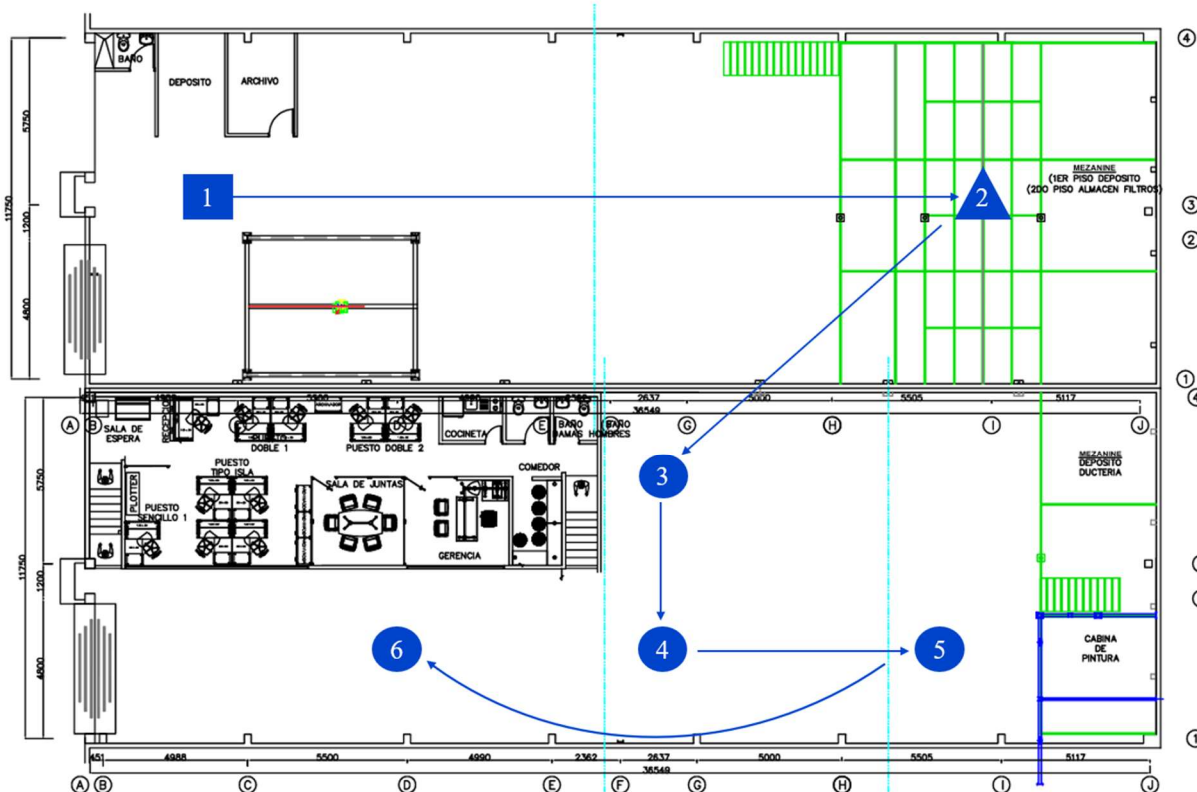 4
BAÑO
DEPOSITO
ARCHIVO
5750
11750
1200
4800
1
2
MEZANINE
(1ER PISO DEPOSITO
(2DO PISO ALMACEN FILTROS)
3
2
1
4
2637
5000
5505
5117
36549
A
B
E
G
H
I
J
SALA DE
ESPERA
RECEPCION
DOBLE 1
PUESTO DOBLE 2
COCINETA
BAÑO
DAMAS
BAÑO
HOMBRES
PUESTO
TIPO ISLA
SALA DE JUNTAS
COMEDOR
PLOTTER
PUESTO
SENCILLO 1
GERENCIA
3
MEZANINE
DEPOSITO
DUCTERIA
5750
11750
1200
4800
6
4
5
CABINA
DE
PINTURA
1
451
4988
5500
4990
2362
2637
5000
5505
5117
36549
A
B
C
D
E
F
G
H
I
J